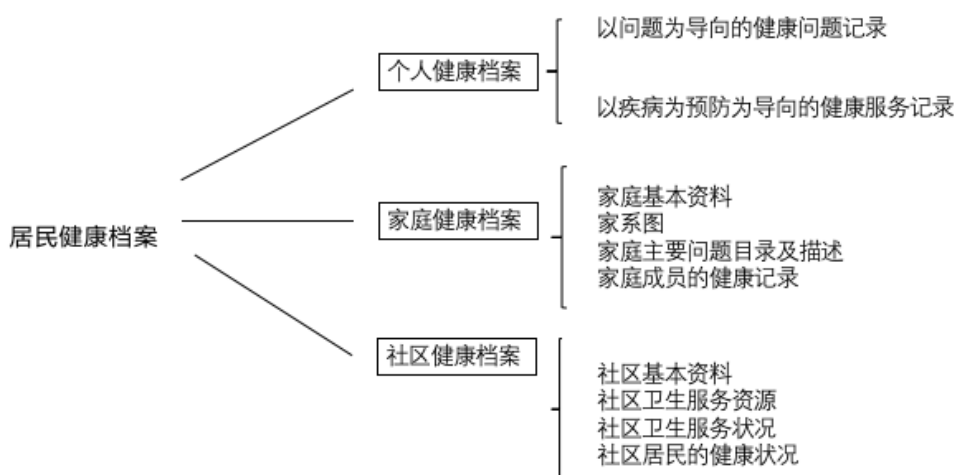 以问题为导向的健康问题记录
个人健康档案
以疾病为预防为导向的健康服务记录
家庭基本资料
家庭健康档案
家系图
居民健康档案
家庭主要问题目录及描述
家庭成员的健康记录
社区健康档案
社区基本资料
社区卫生服务资源
社区卫生服务状况
社区居民的健康状况